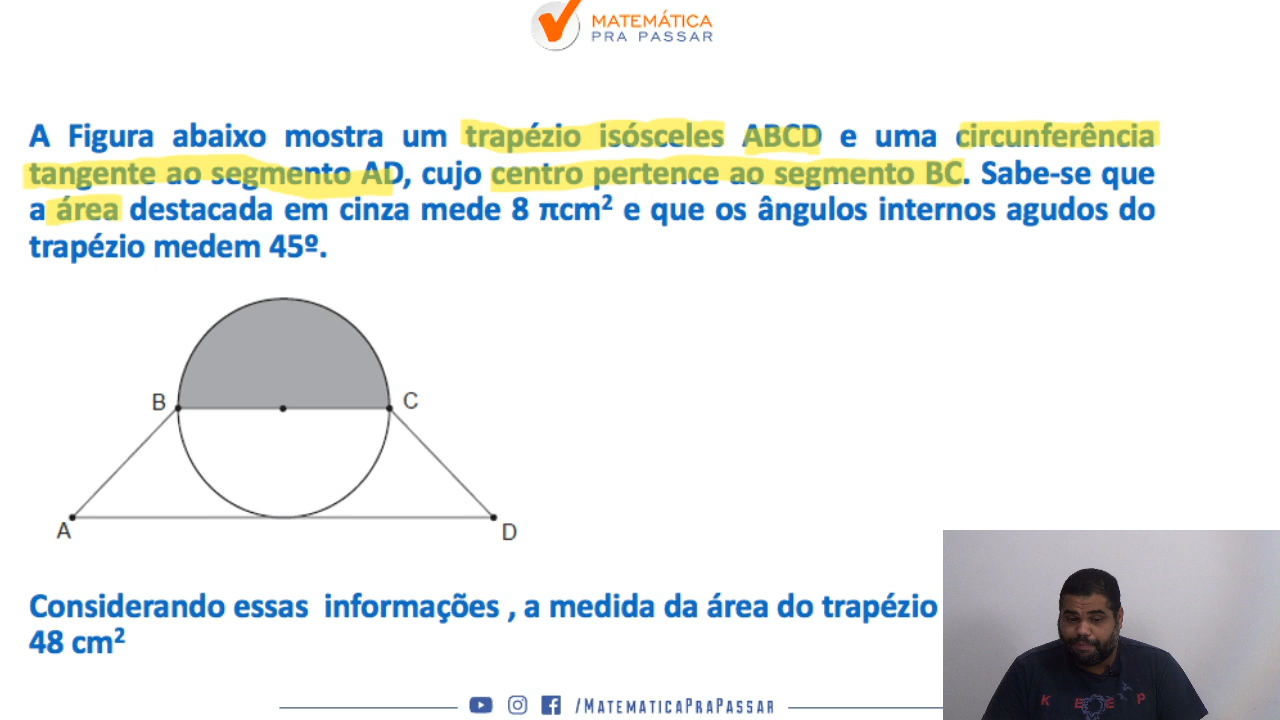 MATEMÁTICA
PRA PASSAR
A Figura abaixo mostra um trapézio isósceles ABCD e uma circunferência
tangente ao segmento AD, cujo centro pertence ao segmento BC. Sabe-se que
a área destacada em cinza mede 8 πcm² e que os ângulos internos agudos do
trapézio medem 45º.
B
C
A
D
Considerando essas informações , a medida da área do trapézio
48 cm²
/MATEMATICAPRAPASSAR
K E E P